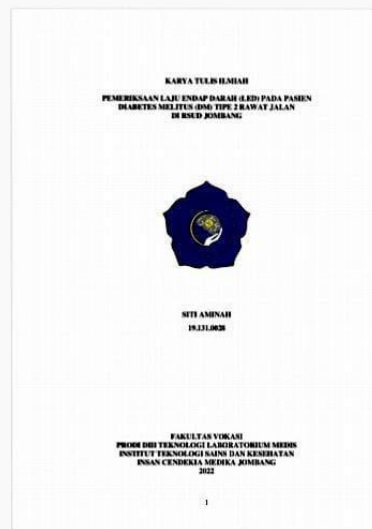 KARYA TULIS ILMIAH
PEMERIKSAAN LAJU ENDAP DARAH (LED) PADA PASIEN
DIABETES MELITUS (DM) TIPE 2 RAWAT JALAN
DI RSUD JOMBANG
SITI AMINAH
19.131.0028
FAKULTAS VOKASI
PRODI DIII TEKNOLOGI LABORATORIUM MEDIS
INSTITUT TEKNOLOGI SAINS DAN KESEHATAN
INSAN CENDEKIA MEDIKA JOMBANG
2022
1